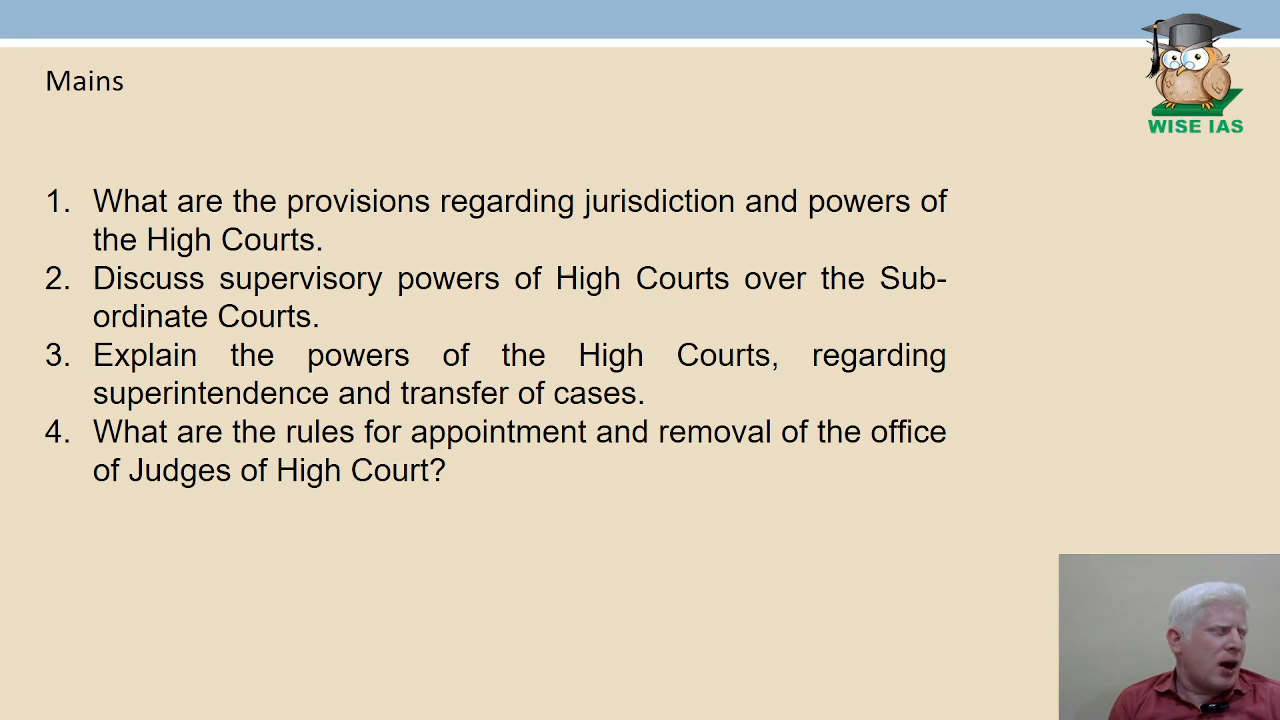 Mains
WISE IAS
1. What are the provisions regarding jurisdiction and powers of
the High Courts.
2. Discuss supervisory powers of High Courts over the Sub-
ordinate Courts.
3. Explain the powers of the High Courts, regarding
superintendence and transfer of cases.
4. What are the rules for appointment and removal of the office
of Judges of High Court?